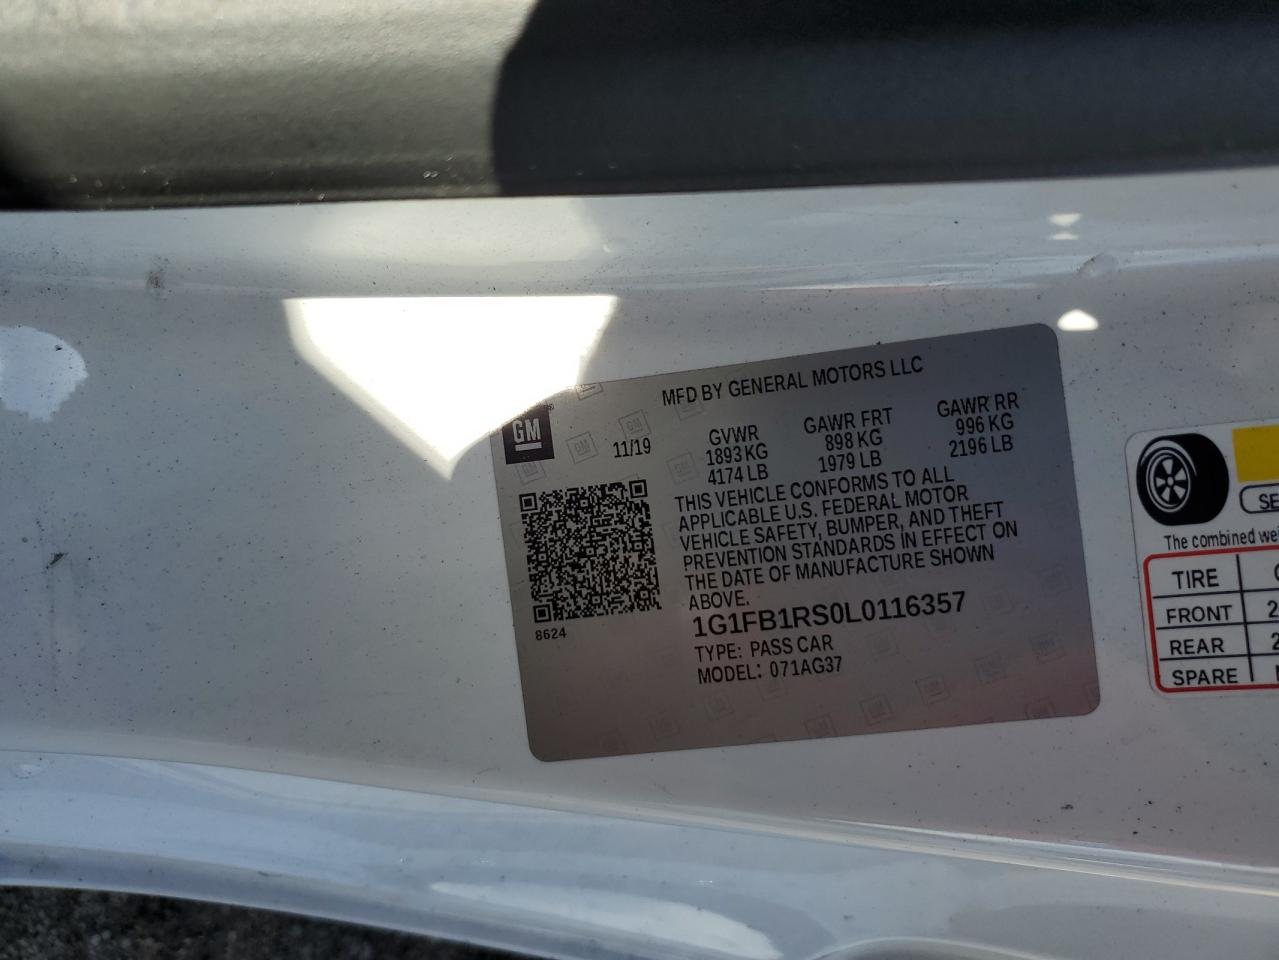 MFD BY GENERAL MOTORS LLC
GM
11/19
GVWR
1893 KG
4174 LB
GAWR FRT
898 KG
1979 LB
GAWR RR
996 KG
2196 LB
THIS VEHICLE CONFORMS TO ALL
APPLICABLE U.S. FEDERAL MOTOR
VEHICLE SAFETY, BUMPER, AND THEFT
PREVENTION STANDARDS IN EFFECT ON
THE DATE OF MANUFACTURE SHOWN
ABOVE.
8624
1G1FB1RS0L0116357
TYPE: PASS CAR
MODEL: 071AG37
The combined
TIRE
FRONT
REAR
SPARE